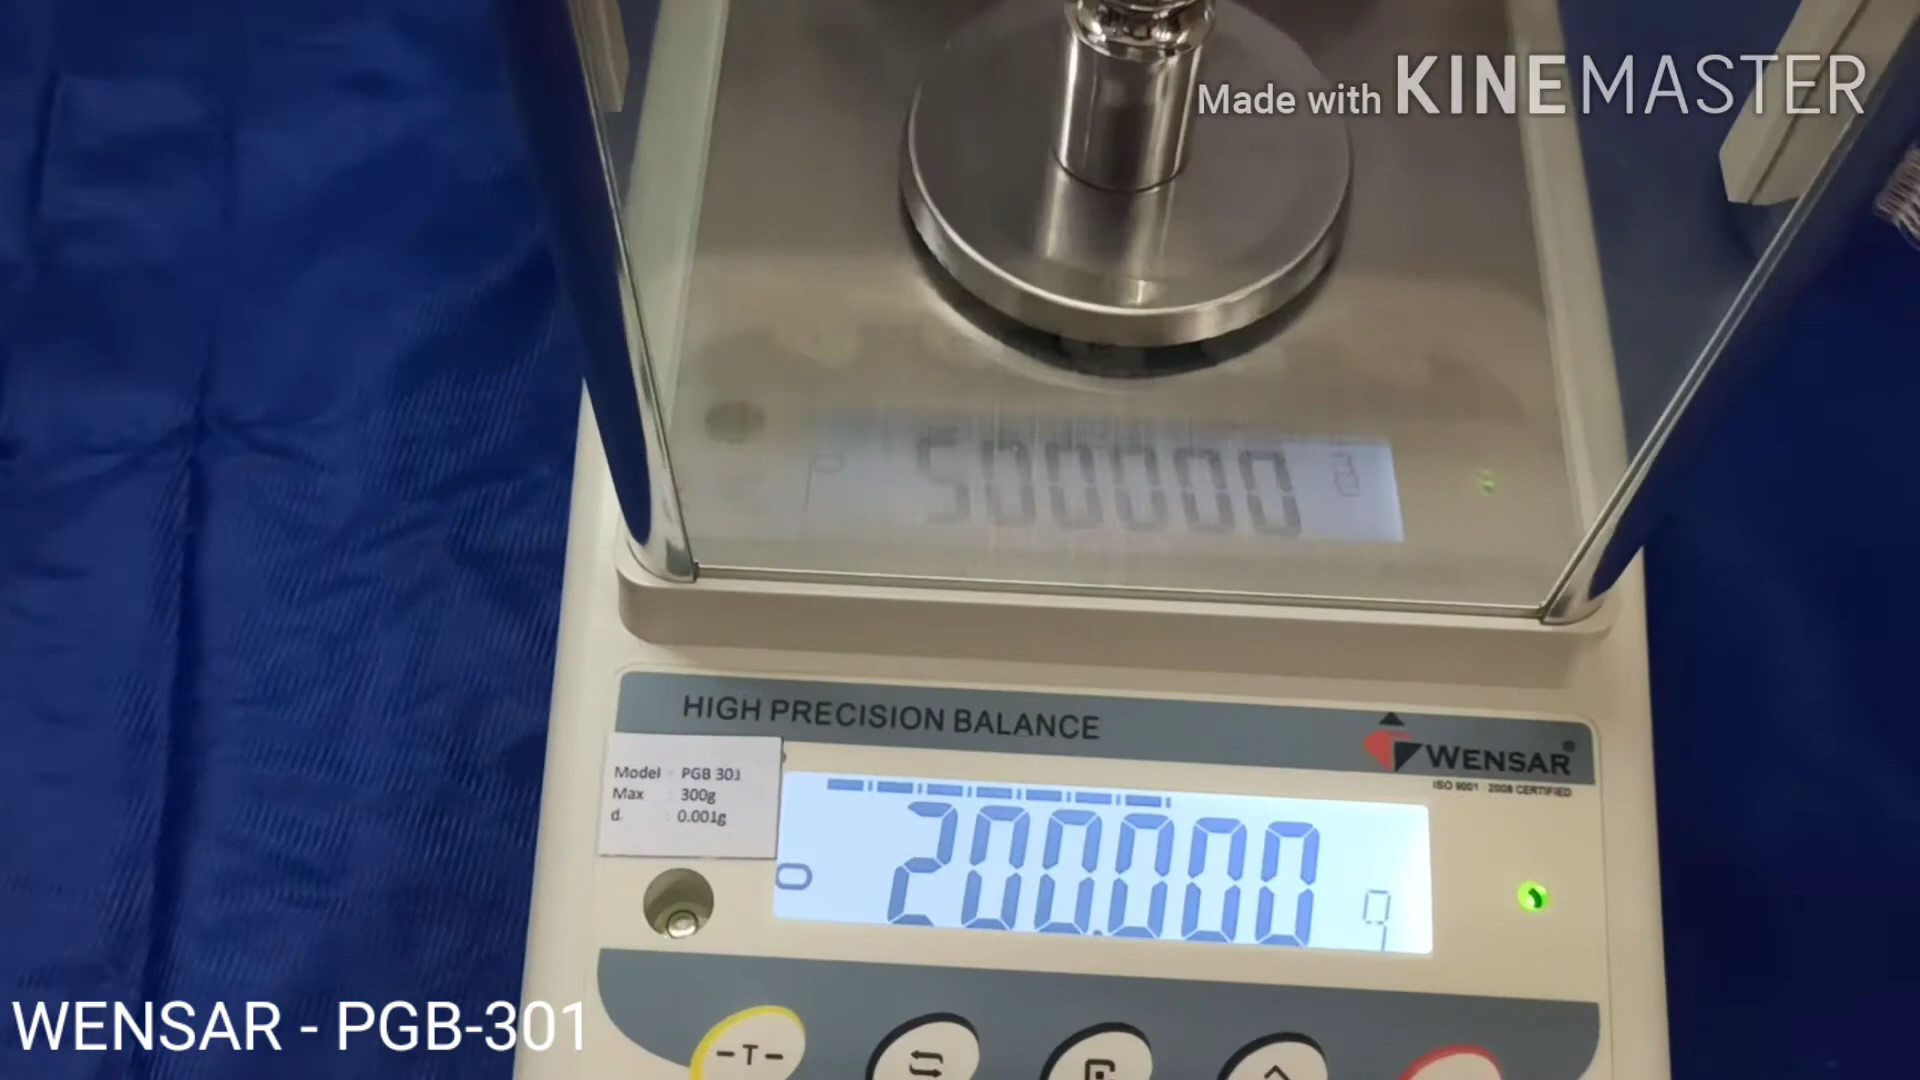 Made with KINEMASTER
HIGH PRECISION BALANCE
WENSAR®
ISO 9001 2008 CERTIFIED
Model : PGB 301
Max : 300g
d. : 0.001g
0 200.000 g
-T-
WENSAR - PGB-301